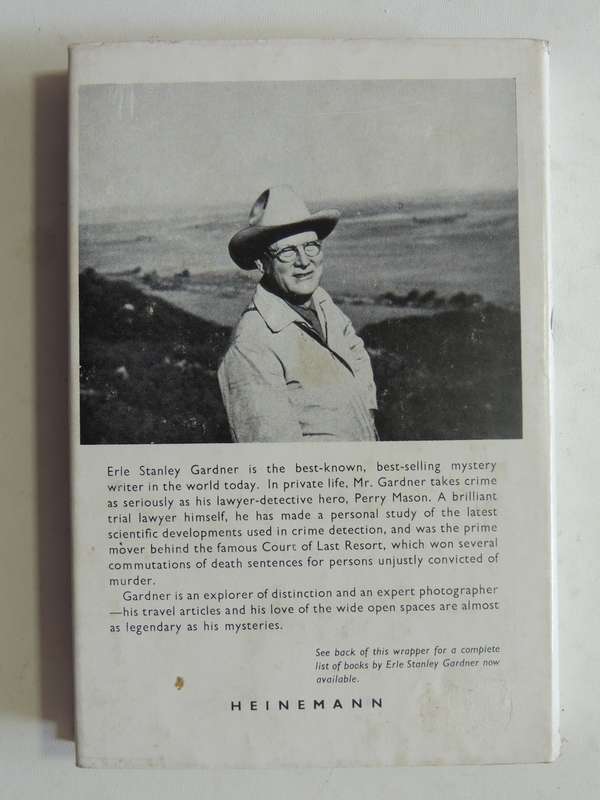 Erle Stanley Gardner is the best-known, best-selling mystery
writer in the world today. In private life, Mr. Gardner takes crime
as seriously as his lawyer-detective hero, Perry Mason. A brilliant
trial lawyer himself, he has made a personal study of the latest
scientific developments used in crime detection, and was the prime
mover behind the famous Court of Last Resort, which won several
commutations of death sentences for persons unjustly convicted of
murder.
Gardner is an explorer of distinction and an expert photographer
—his travel articles and his love of the wide open spaces are almost
as legendary as his mysteries.
See back of this wrapper for a complete
list of books by Erle Stanley Gardner now
available.
HEINEMANN